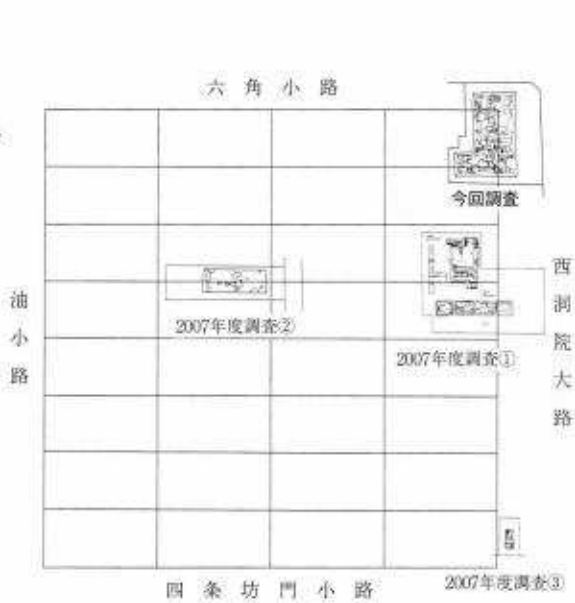 六角小路
今回調査
西洞院大路
油小路
2007年度調査②
2007年度調査①
四条坊門小路
2007年度調査③